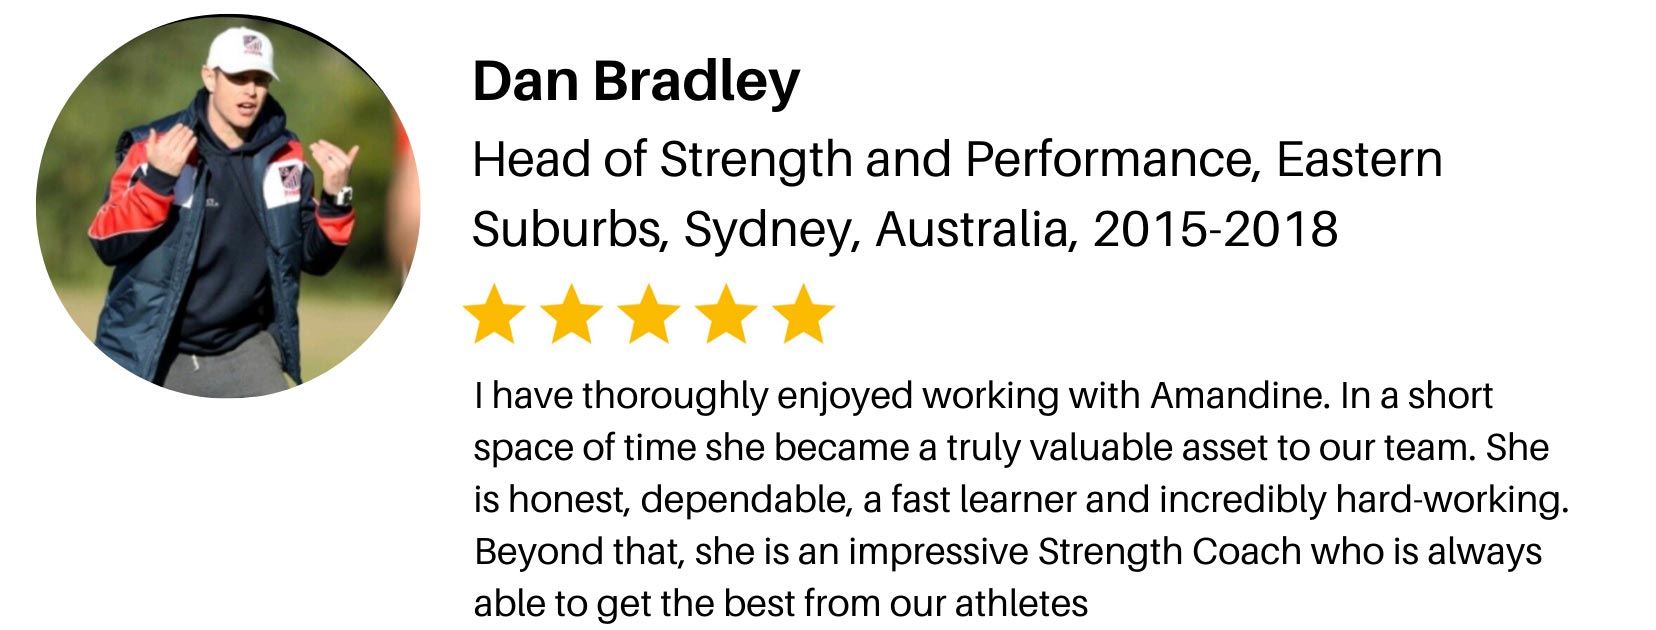 Dan Bradley
Head of Strength and Performance, Eastern
Suburbs, Sydney, Australia, 2015-2018
I have thoroughly enjoyed working with Amandine. In a short
space of time she became a truly valuable asset to our team. She
is honest, dependable, a fast learner and incredibly hard-working.
Beyond that, she is an impressive Strength Coach who is always
able to get the best from our athletes